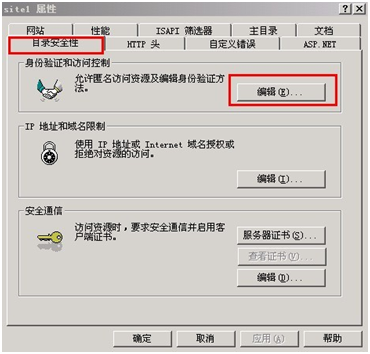 site1 属性
网站
性能
ISAPI 筛选器
主目录
文档
目录安全性
HTTP 头
自定义错误
ASP.NET
身份验证和访问控制
允许匿名访问资源及编辑身份验证方
法。
编辑(E)...
IP 地址和域名限制
使用 IP 地址或 Internet 域名授权或
拒绝对资源的访问。
编辑(I)...
安全通信
访问资源时，要求安全通信并启用客
户端证书。
服务器证书(S)...
查看证书(V)...
编辑(D)...
确定
取消
应用(A)
帮助